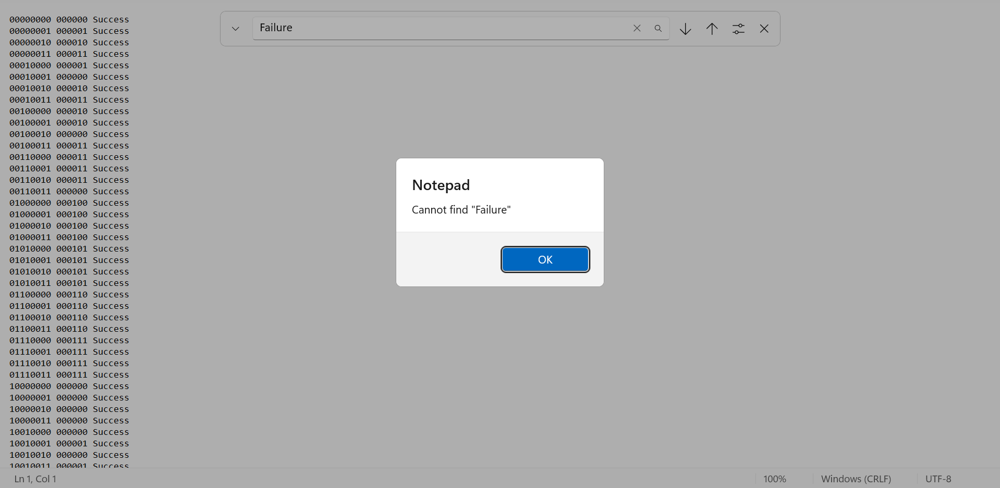 00000000 000000 Success
00000001 000001 Success
00000010 000010 Success
00000011 000011 Success
00010000 000001 Success
00010001 000000 Success
00010010 000010 Success
00010011 000011 Success
00100000 000010 Success
00100001 000010 Success
00100010 000000 Success
00100011 000011 Success
00110000 000011 Success
00110001 000011 Success
00110010 000011 Success
00110011 000000 Success
01000000 000100 Success
01000001 000100 Success
01000010 000100 Success
01000011 000100 Success
01010000 000101 Success
01010001 000101 Success
01010010 000101 Success
01010011 000101 Success
01100000 000110 Success
01100001 000110 Success
01100010 000110 Success
01100011 000110 Success
01110000 000111 Success
01110001 000111 Success
01110010 000111 Success
01110011 000111 Success
10000000 000000 Success
10000001 000000 Success
10000010 000000 Success
10000011 000000 Success
10010000 000000 Success
10010001 000001 Success
10010010 000000 Success
10010011 000001 Success
Failure
Notepad
Cannot find "Failure"
OK
Ln 1, Col 1
100%
Windows (CRLF)
UTF-8